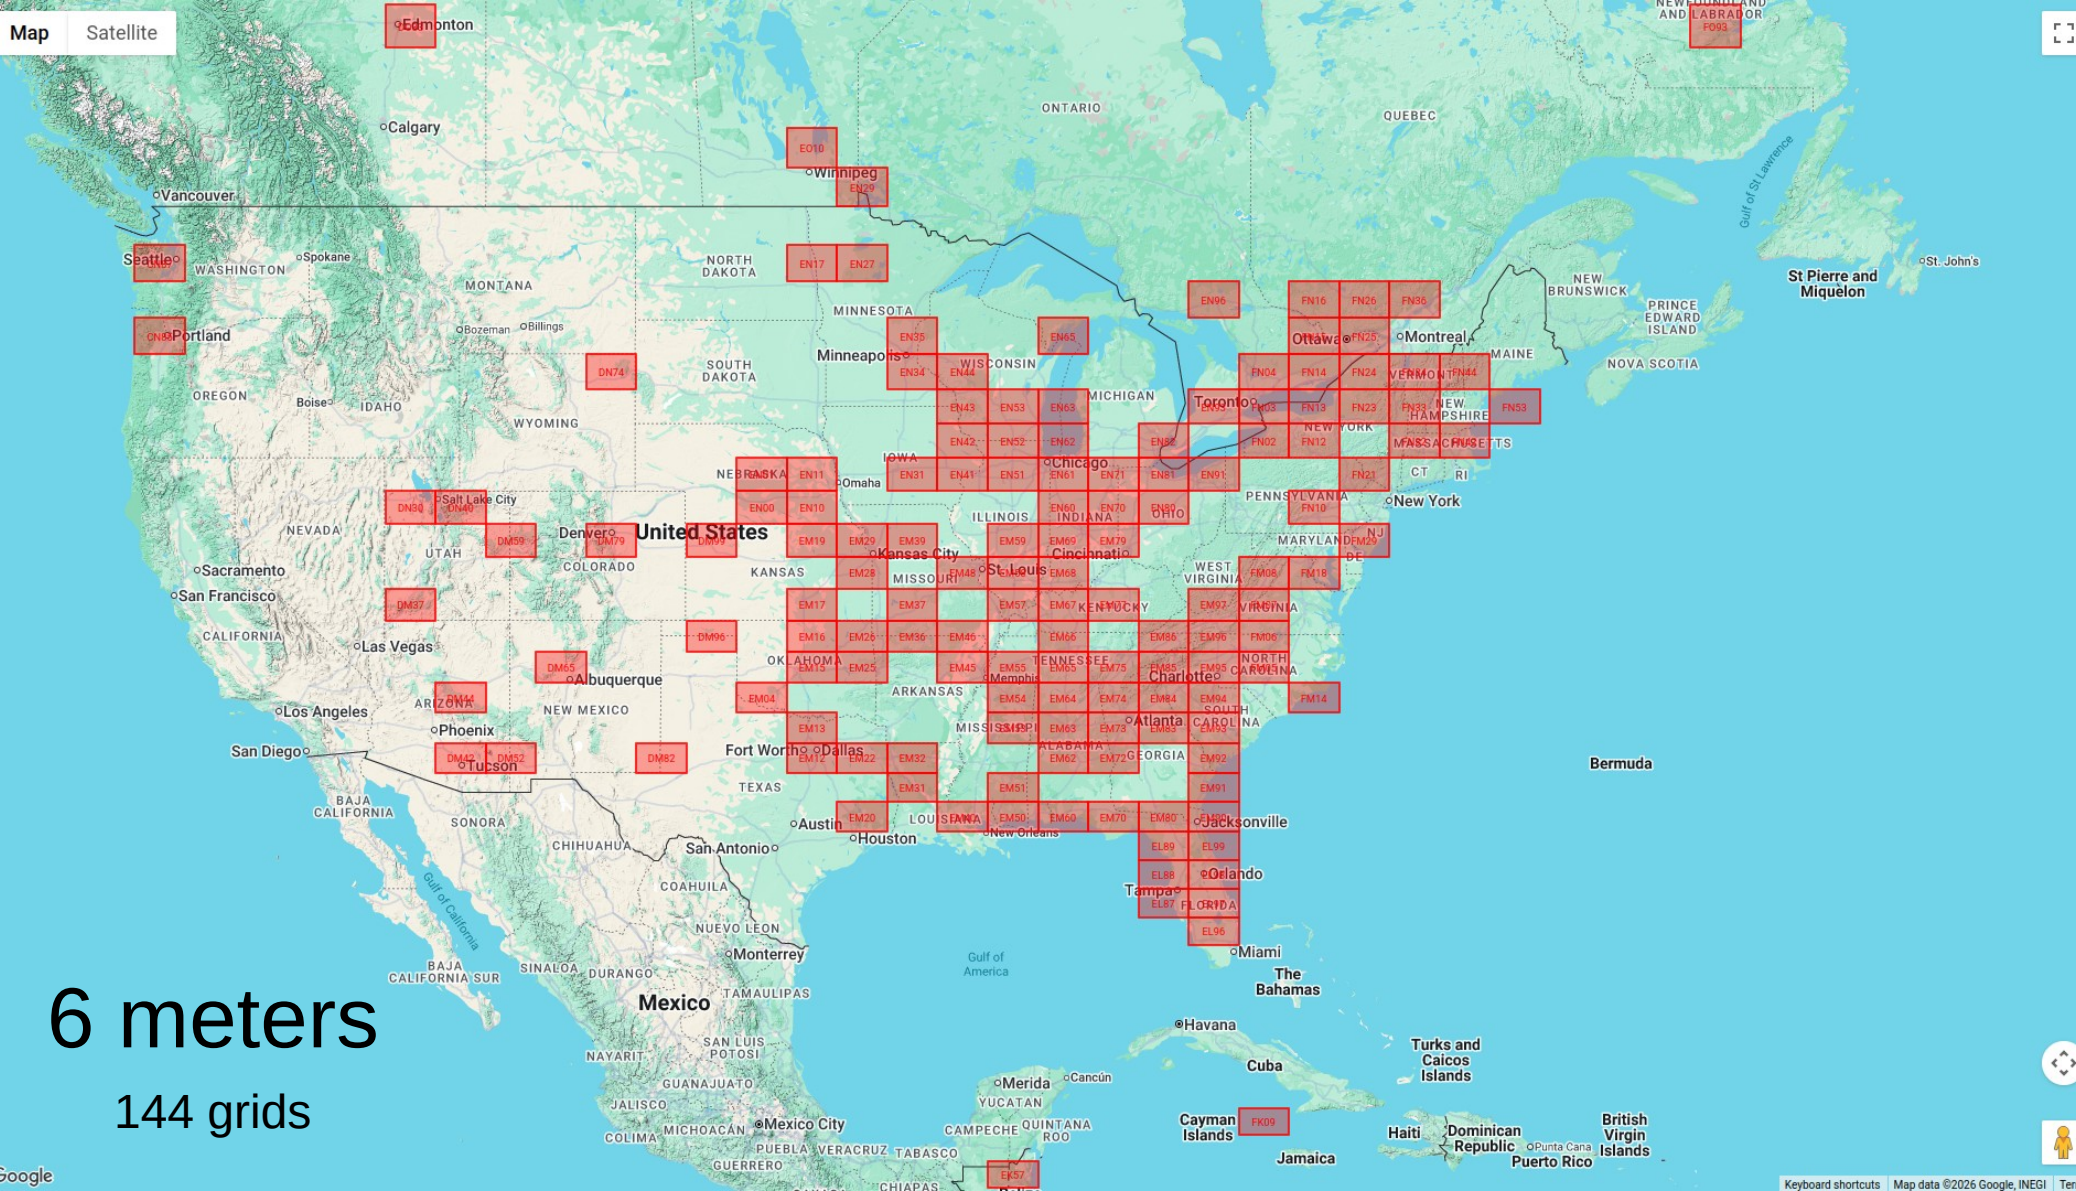 Map
Satellite
Edmonton
NEWFOUNDLAND
AND LABRADOR
FO93
ONTARIO
QUEBEC
Calgary
EO10
Winnipeg
EN29
Vancouver
Gulf of St Lawrence
Seattle
WASHINGTON
Spokane
NORTH
DAKOTA
EN17
EN27
St. John's
MONTANA
St Pierre and
Miquelon
NEW
BRUNSWICK
EN96
FN16
FN26
FN36
PRINCE
EDWARD
ISLAND
MINNESOTA
Portland
Bozeman
Billings
EN35
EN65
Ottawa
FN25
Montreal
Minneapolis
WISCONSIN
MAINE
NOVA SCOTIA
DN74
SOUTH
DAKOTA
EN34
EN44
FN04
FN14
FN24
VERMONT
FN44
OREGON
Boise
IDAHO
MICHIGAN
Toronto
WYOMING
EN43
EN53
EN63
EN93
FN03
FN13
FN23
FN33
NEW
HAMPSHIRE
FN53
NEW YORK
EN42
EN52
EN62
EN82
FN02
FN12
MASSACHUSETTS
IOWA
Chicago
NEBRASKA
EN11
Omaha
EN31
EN41
EN51
EN61
EN71
EN81
EN91
FN21
CT
RI
DN30
Salt Lake City
DN40
EN00
EN10
ILLINOIS
EN60
INDIANA
EN70
EN80
OHIO
PENNSYLVANIA
FN10
New York
NEVADA
UTAH
DM59
Denver
DM79
United States
DM99
EM19
EM29
EM39
Kansas City
EM59
EM69
EM79
Cincinnati
MARYLAND
FM29
NJ
DE
COLORADO
KANSAS
EM28
MISSOURI
EM48
St. Louis
EM68
WEST
VIRGINIA
FM08
FM18
Sacramento
San Francisco
DM37
EM17
EM37
EM57
EM67
KENTUCKY
EM97
VIRGINIA
CALIFORNIA
Las Vegas
DM96
EM16
EM26
EM36
EM46
EM66
EM86
EM96
FM06
DM65
Albuquerque
OKLAHOMA
EM15
EM25
EM45
EM55
Memphis
TENNESSEE
EM65
EM75
EM85
EM95
Charlotte
NORTH
CAROLINA
ARKANSAS
Los Angeles
ARIZONA
DM44
NEW MEXICO
EM04
EM54
EM64
EM74
EM84
EM94
FM14
SOUTH
CAROLINA
Phoenix
EM13
MISSISSIPPI
EM63
EM73
Atlanta
EM83
EM93
San Diego
Fort Worth
Dallas
ALABAMA
GEORGIA
DM42
Tucson
DM52
DM82
EM12
EM22
EM32
EM62
EM72
EM92
Bermuda
TEXAS
EM31
EM51
EM91
BAJA
CALIFORNIA
SONORA
CHIHUAHUA
Austin
EM20
Houston
LOUISIANA
EM50
New Orleans
EM60
EM70
EM80
Jacksonville
San Antonio
EL89
EL99
COAHUILA
EL88
Orlando
Tampa
EL87
FLORIDA
Gulf of California
NUEVO LEON
EL96
Monterrey
Miami
Gulf of
America
BAJA
CALIFORNIA SUR
SINALOA
DURANGO
The
Bahamas
6 meters
Mexico
TAMAULIPAS
Havana
SAN LUIS
POTOSI
NAYARIT
Cuba
Turks and
Caicos
Islands
144 grids
GUANAJUATO
Merida
Cancún
YUCATAN
JALISCO
Cayman
Islands
FK09
MICHOACÁN
Mexico City
CAMPECHE
QUINTANA
ROO
COLIMA
Haiti
Dominican
Republic
Punta Cana
Puerto Rico
British
Virgin
Islands
PUEBLA
VERACRUZ
TABASCO
GUERRERO
Jamaica
EK57
CHIAPAS
Google
Keyboard shortcuts
Map data ©2026 Google, INEGI